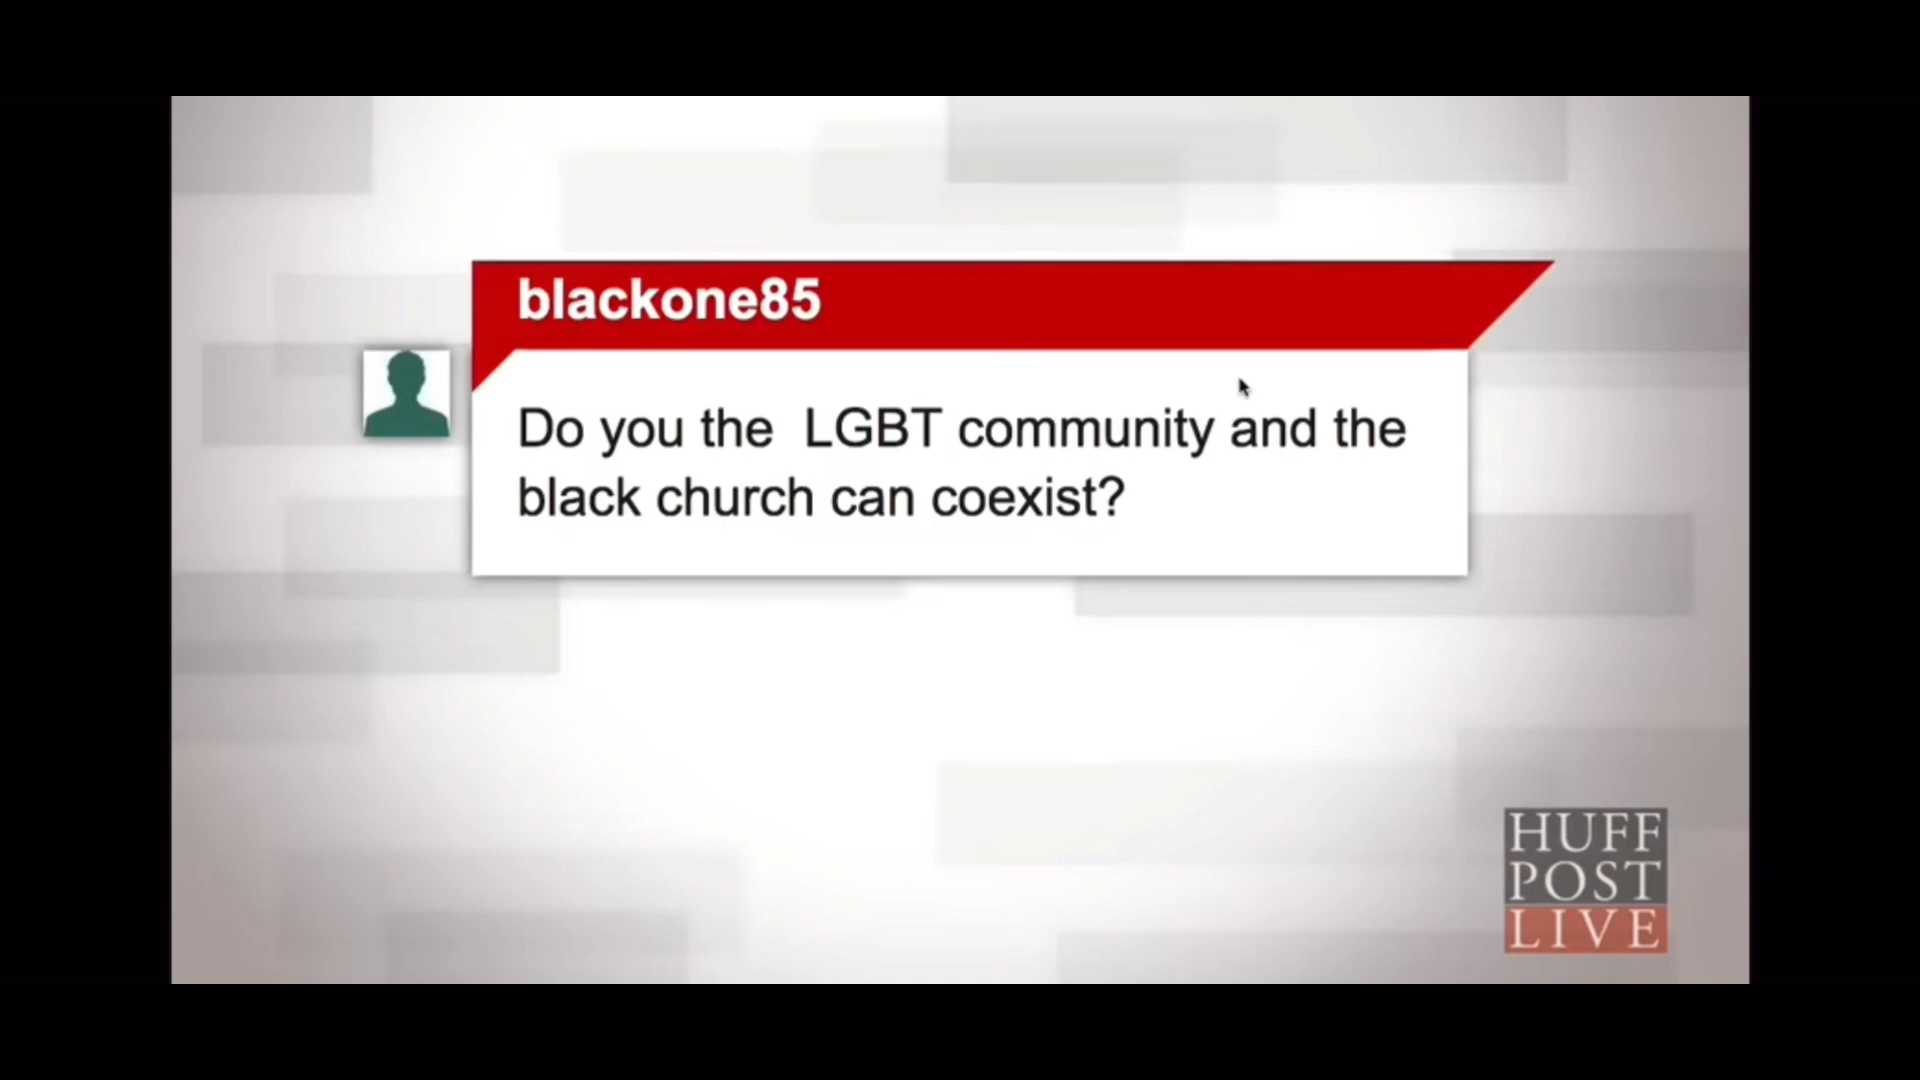 blackone85
Do you the  LGBT community and the
black church can coexist?
HUFF
POST
LIVE